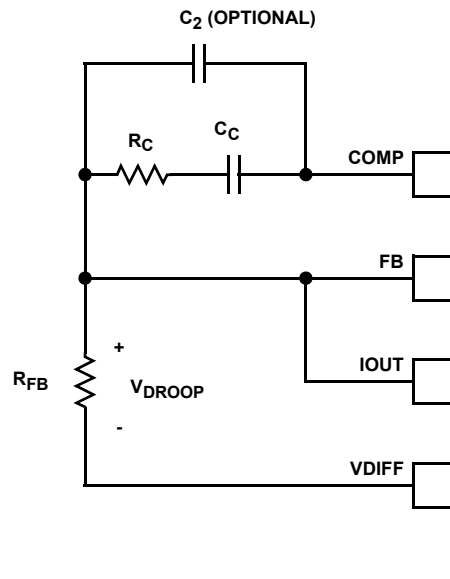 C2 (OPTIONAL)
RC
CC
COMP
FB
IOUT
RFB
+
VDROOP
-
VDIFF